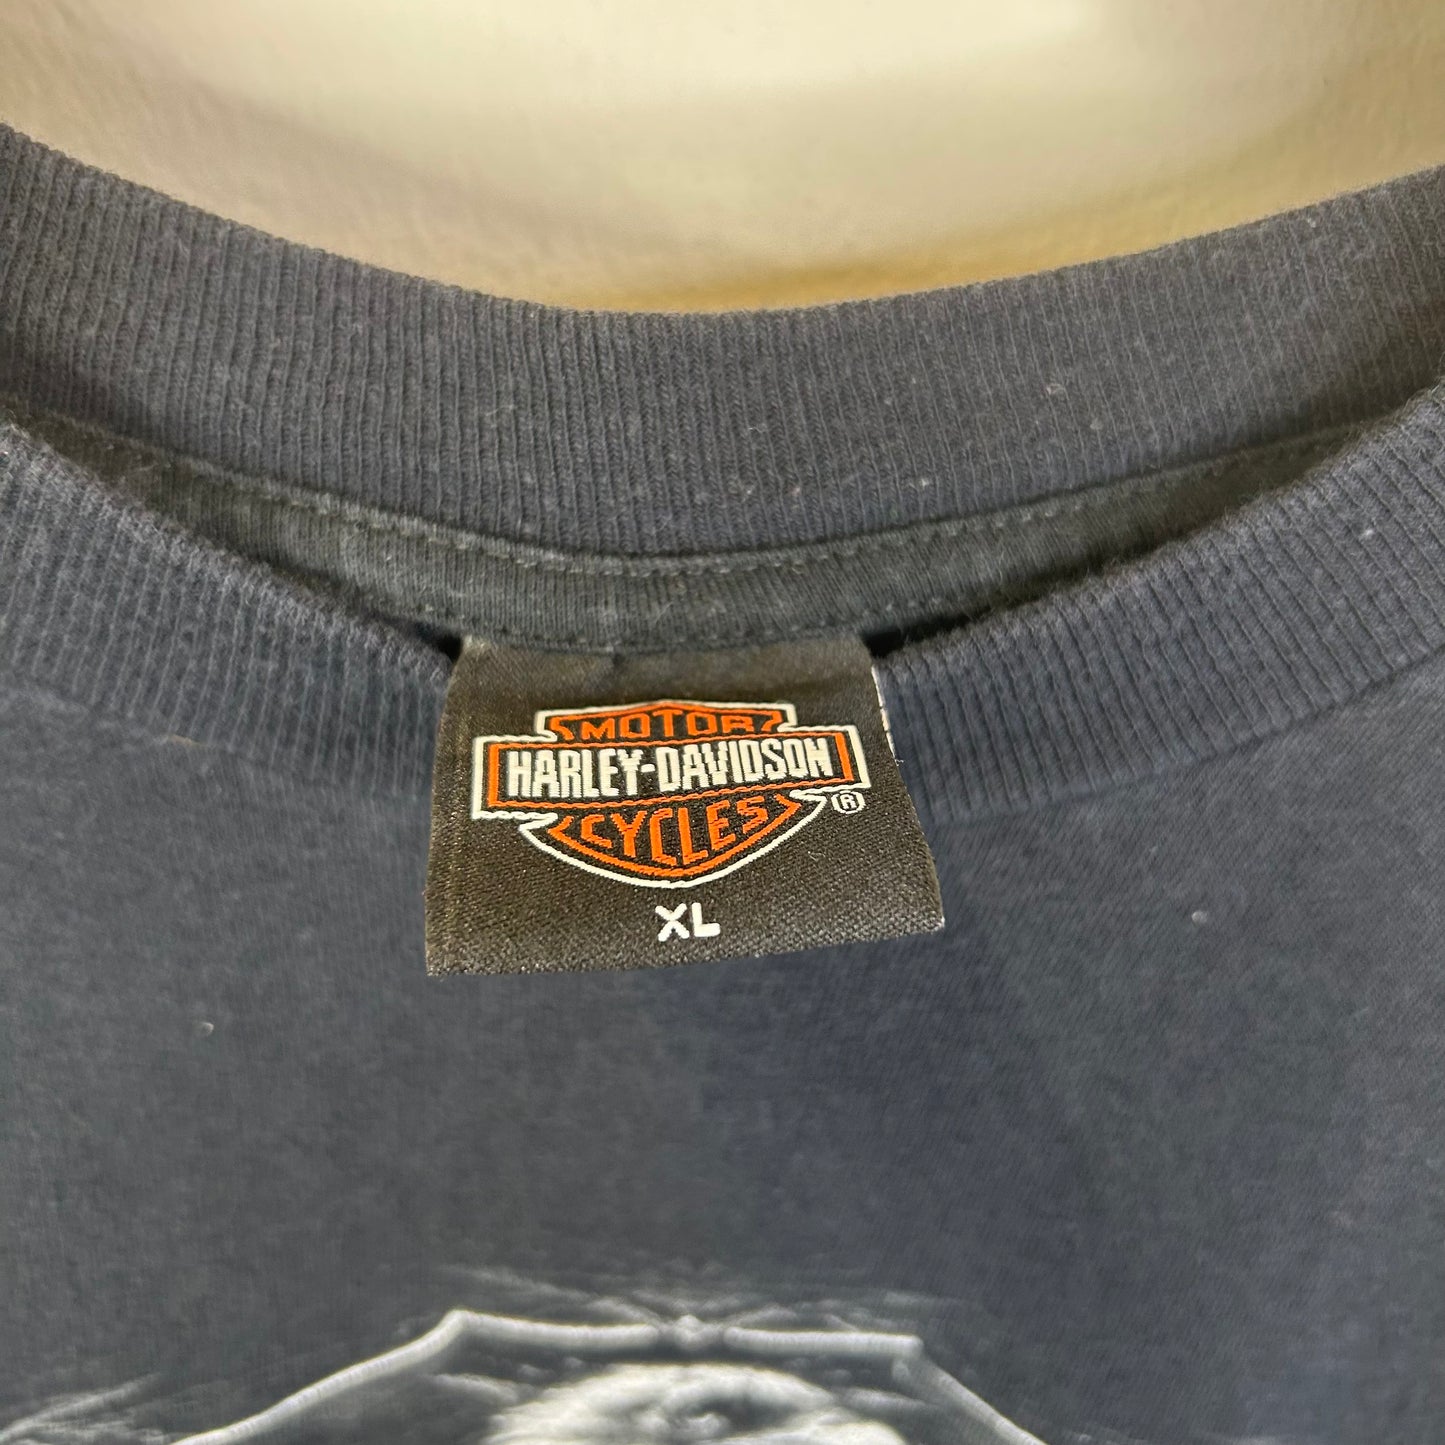 MOTOR
HARLEY-DAVIDSON
CYCLES ®
XL